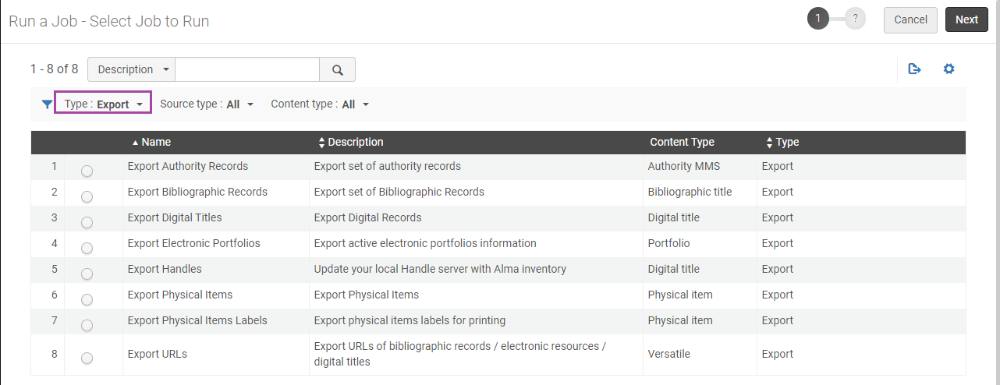 Run a Job - Select Job to Run 1 ? Cancel Next
1 - 8 of 8 Description
Type : Export Source type : All Content type : All
Name Description Content Type Type
1 Export Authority Records Export set of authority records Authority MMS Export
2 Export Bibliographic Records Export set of Bibliographic Records Bibliographic title Export
3 Export Digital Titles Export Digital Records Digital title Export
4 Export Electronic Portfolios Export active electronic portfolios information Portfolio Export
5 Export Handles Update your local Handle server with Alma inventory Digital title Export
6 Export Physical Items Export Physical Items Physical item Export
7 Export Physical Items Labels Export physical items labels for printing Physical item Export
8 Export URLs Export URLs of bibliographic records / electronic resources / Versatile Export
digital titles